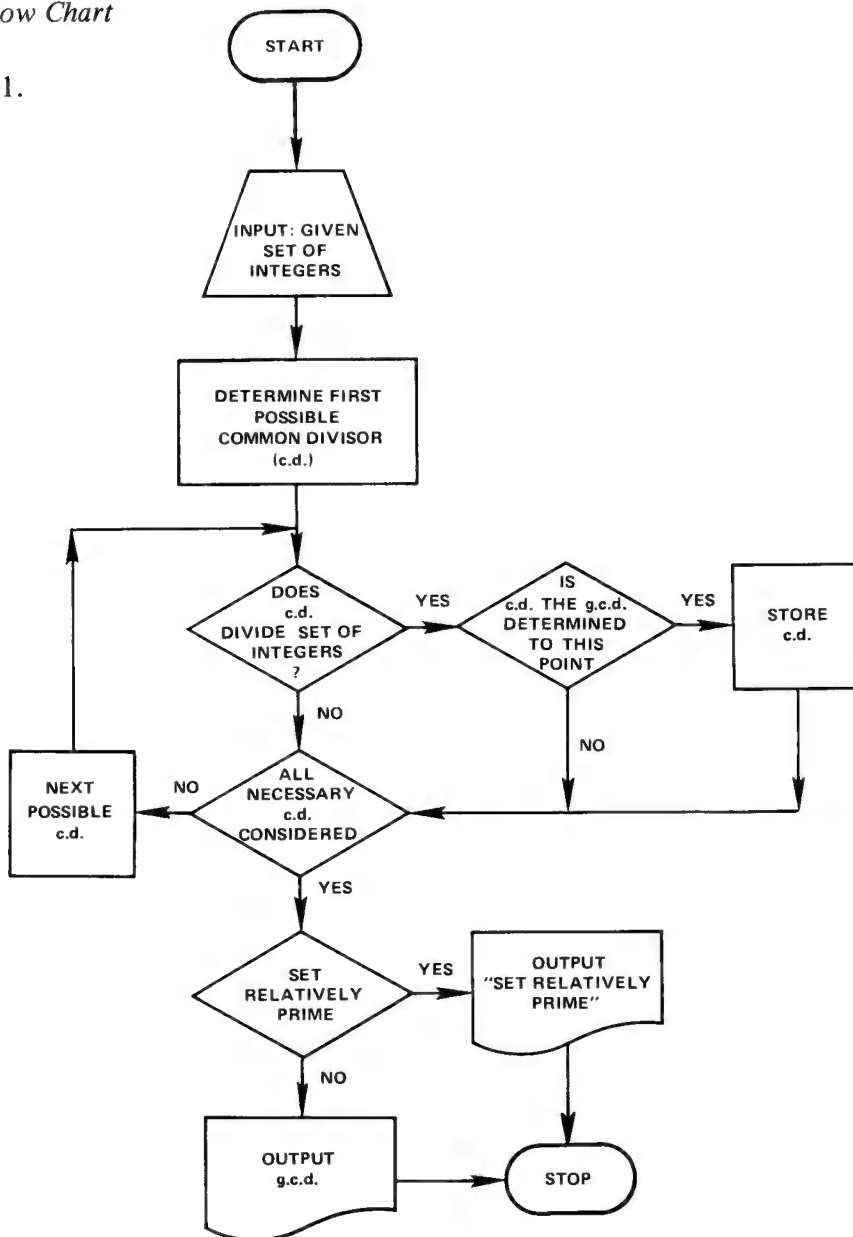 ow Chart
1.
START
INPUT: GIVEN
SET OF
INTEGERS
DETERMINE FIRST
POSSIBLE
COMMON DIVISOR
(c.d.)
DOES
c.d.
DIVIDE SET OF
INTEGERS
?
YES
IS
c.d. THE g.c.d.
DETERMINED
TO THIS
POINT
YES
STORE
c.d.
NO
NO
ALL
NECESSARY
c.d.
CONSIDERED
NO
NEXT
POSSIBLE
c.d.
YES
SET
RELATIVELY
PRIME
YES
OUTPUT
"SET RELATIVELY
PRIME"
NO
OUTPUT
g.c.d.
STOP